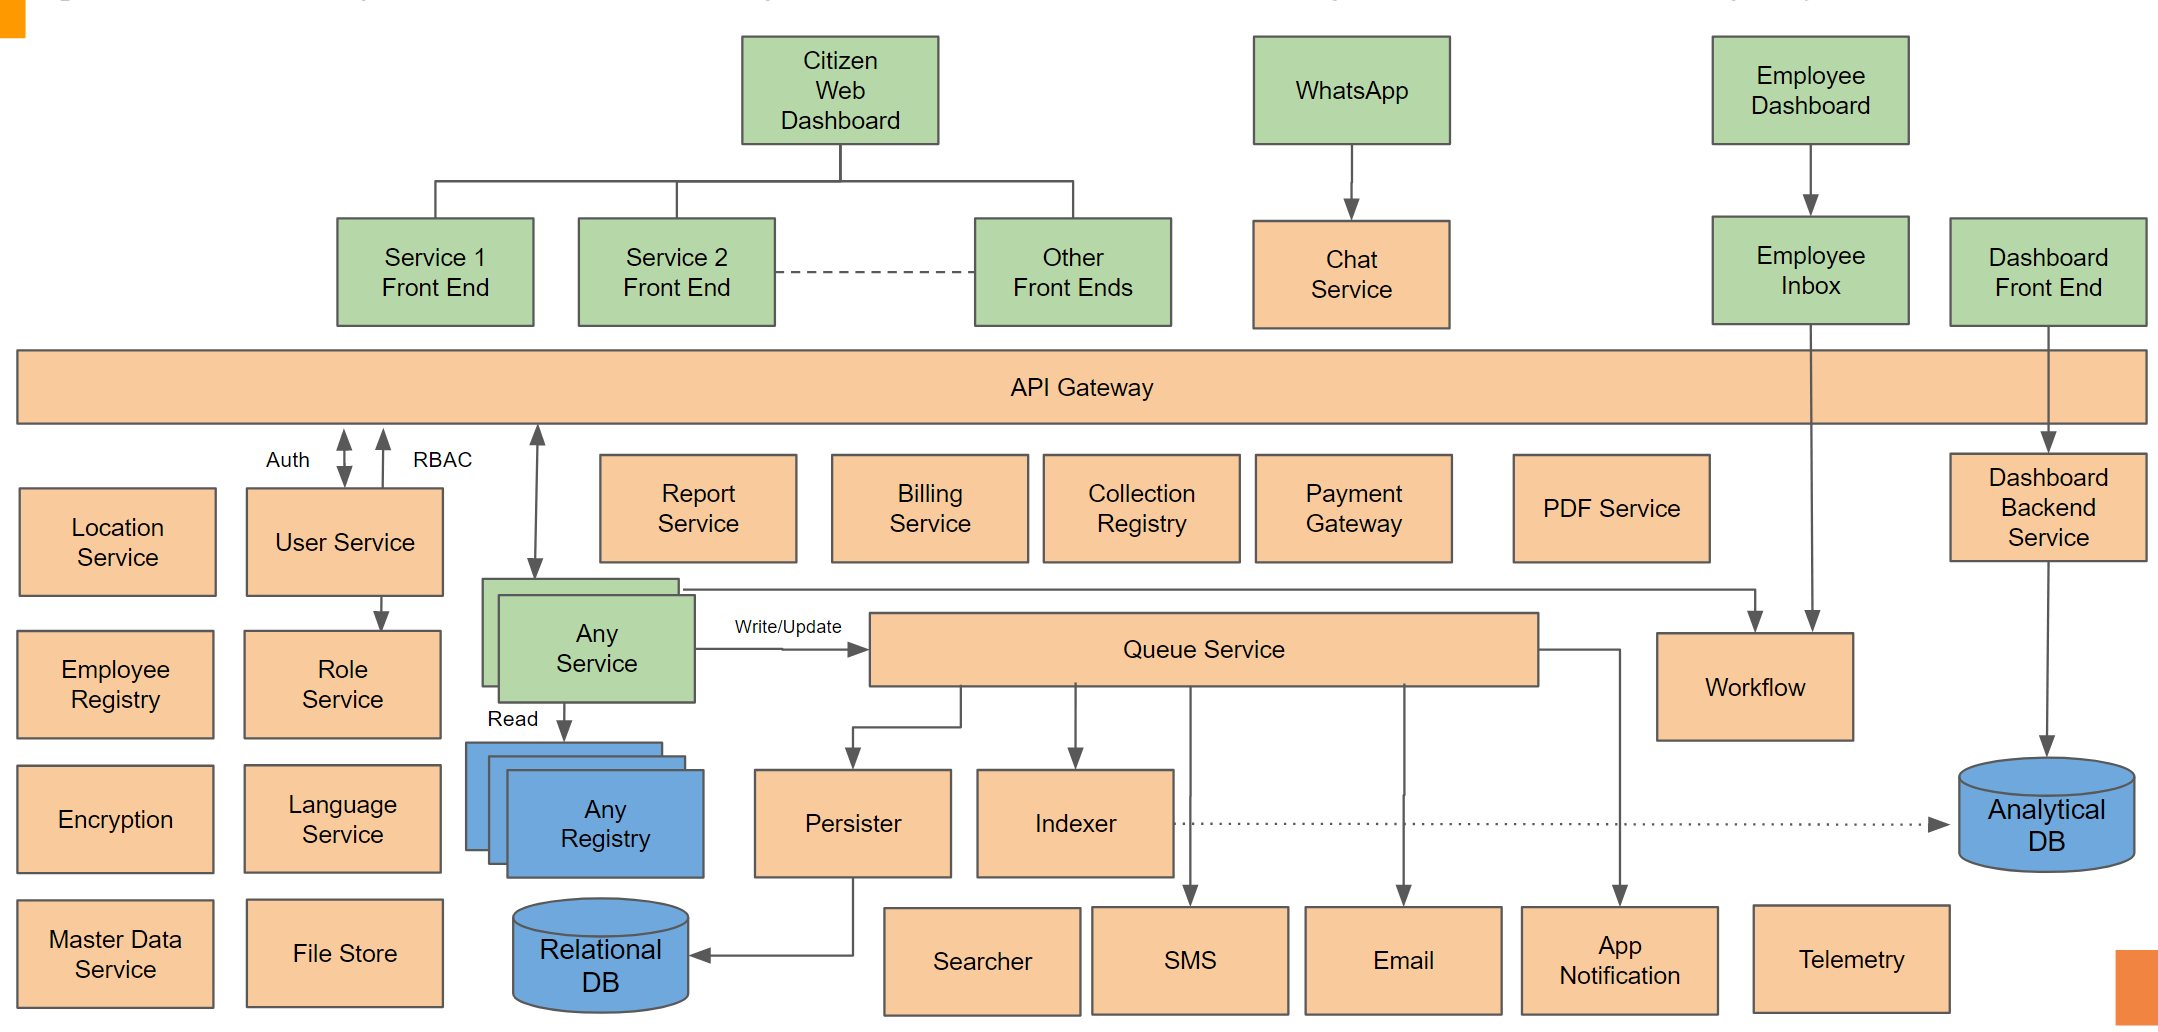 Citizen
Web
Dashboard
WhatsApp
Employee
Dashboard
Service 1
Front End
Service 2
Front End
Other
Front Ends
Chat
Service
Employee
Inbox
Dashboard
Front End
API Gateway
Auth
RBAC
Location
Service
User Service
Report
Service
Billing
Service
Collection
Registry
Payment
Gateway
PDF Service
Dashboard
Backend
Service
Employee
Registry
Role
Service
Any
Service
Write/Update
Queue Service
Workflow
Read
Encryption
Language
Service
Any
Registry
Persister
Indexer
Analytical
DB
Master Data
Service
File Store
Relational
DB
Searcher
SMS
Email
App
Notification
Telemetry